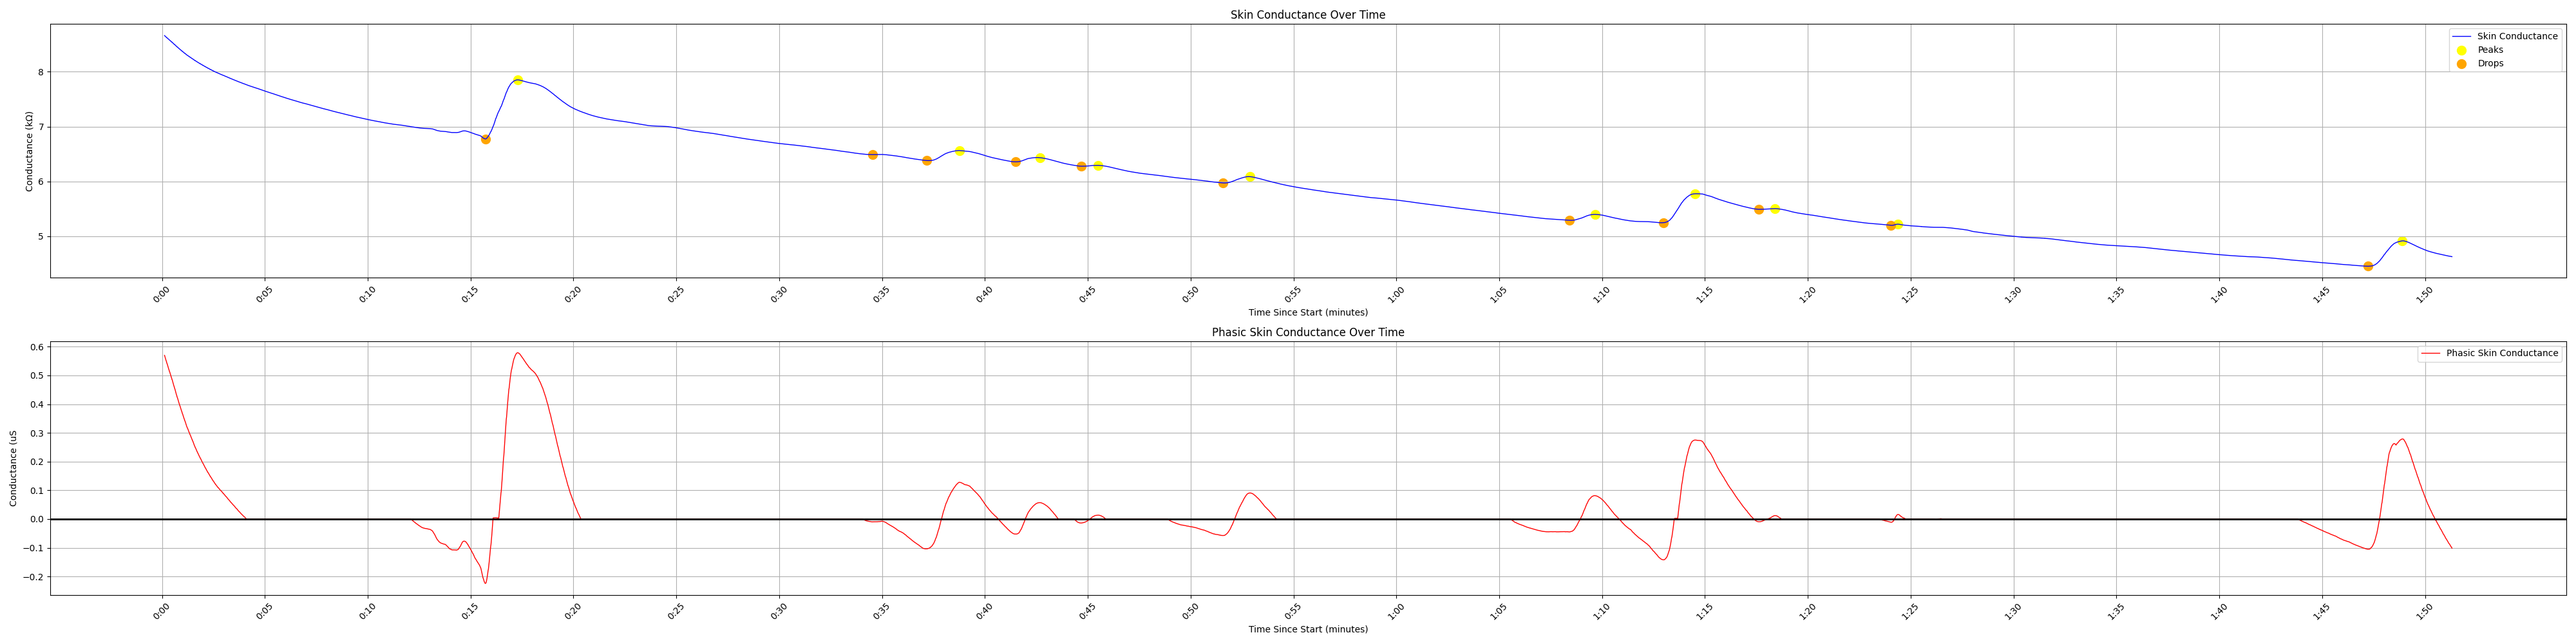 Skin Conductance Over Time
Conductance (kΩ)
8
7
6
5
Skin Conductance
Peaks
Drops
0:00 0:05 0:10 0:15 0:20 0:25 0:30 0:35 0:40 0:45 0:50 0:55 1:00 1:05 1:10 1:15 1:20 1:25 1:30 1:35 1:40 1:45 1:50
Time Since Start (minutes)
Phasic Skin Conductance Over Time
Conductance (uS
0.6
0.5
0.4
0.3
0.2
0.1
0.0
−0.1
−0.2
Phasic Skin Conductance
0:00 0:05 0:10 0:15 0:20 0:25 0:30 0:35 0:40 0:45 0:50 0:55 1:00 1:05 1:10 1:15 1:20 1:25 1:30 1:35 1:40 1:45 1:50
Time Since Start (minutes)